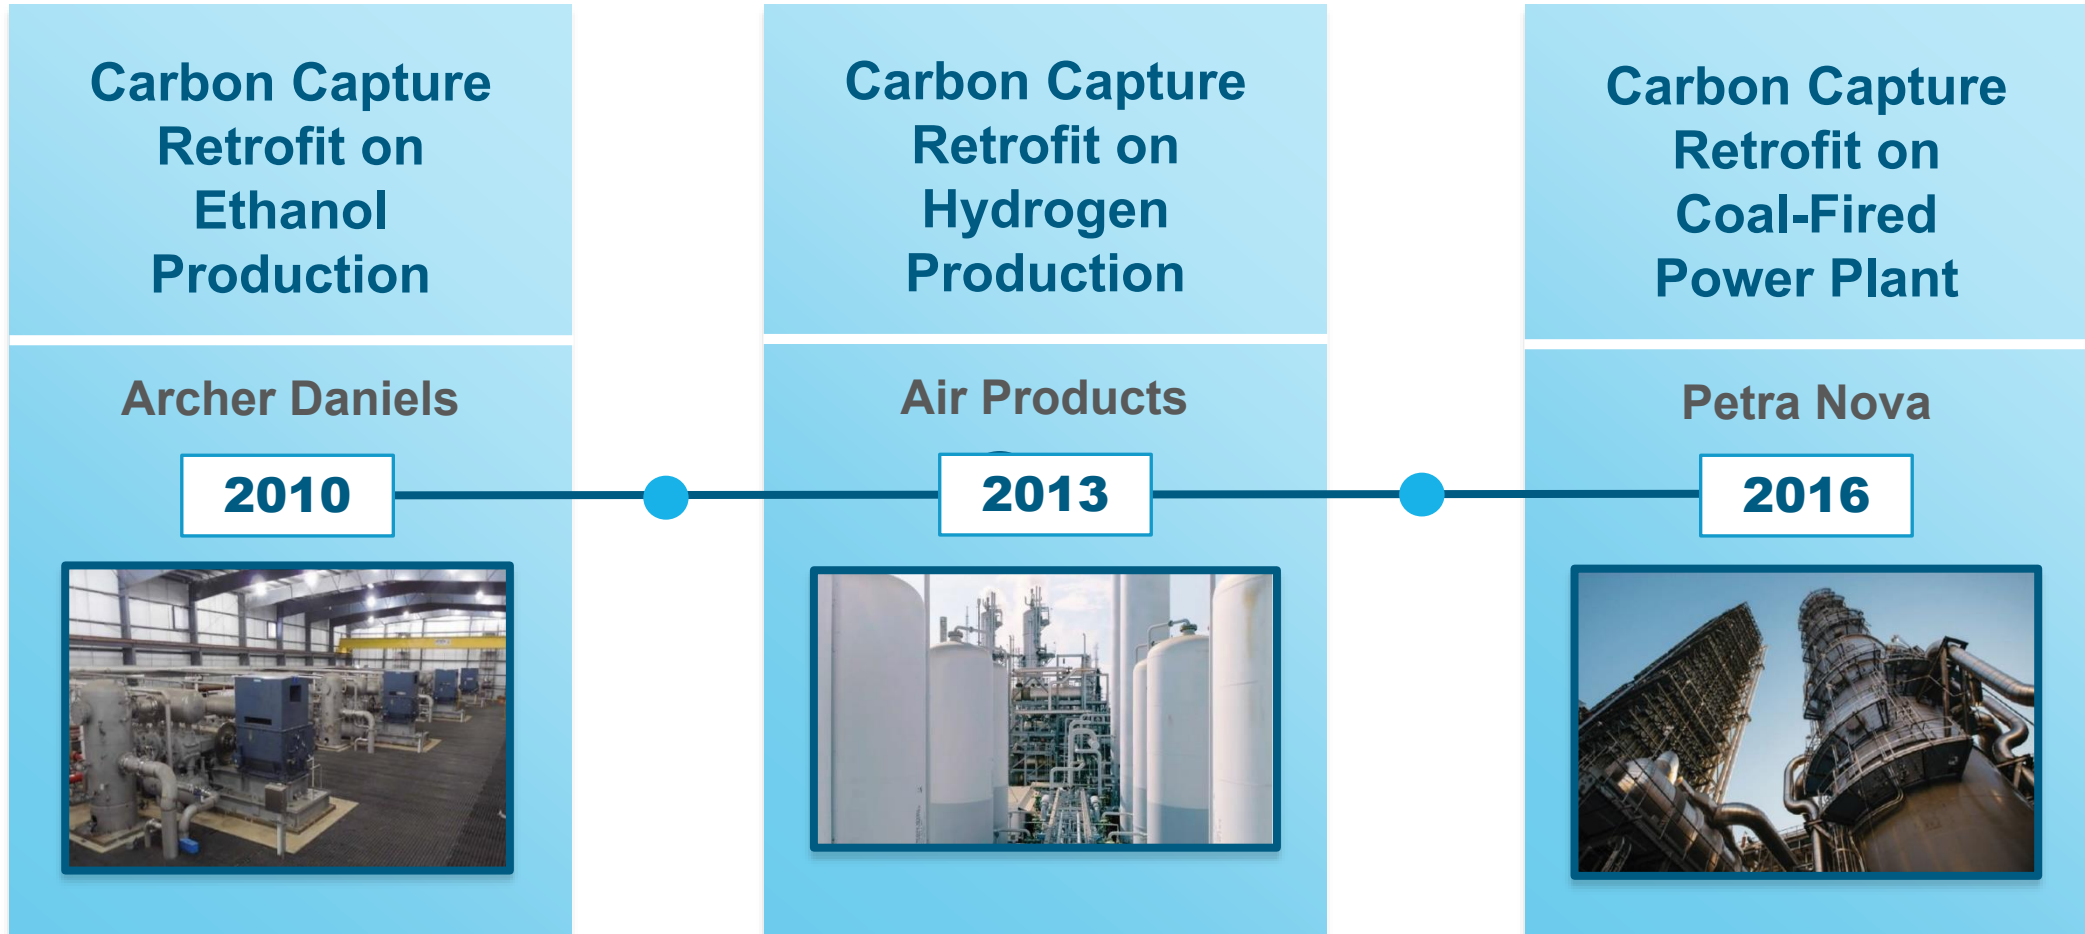 Carbon Capture
Retrofit on
Ethanol
Production
Archer Daniels
2010
Carbon Capture
Retrofit on
Hydrogen
Production
Air Products
2013
Carbon Capture
Retrofit on
Coal-Fired
Power Plant
Petra Nova
2016